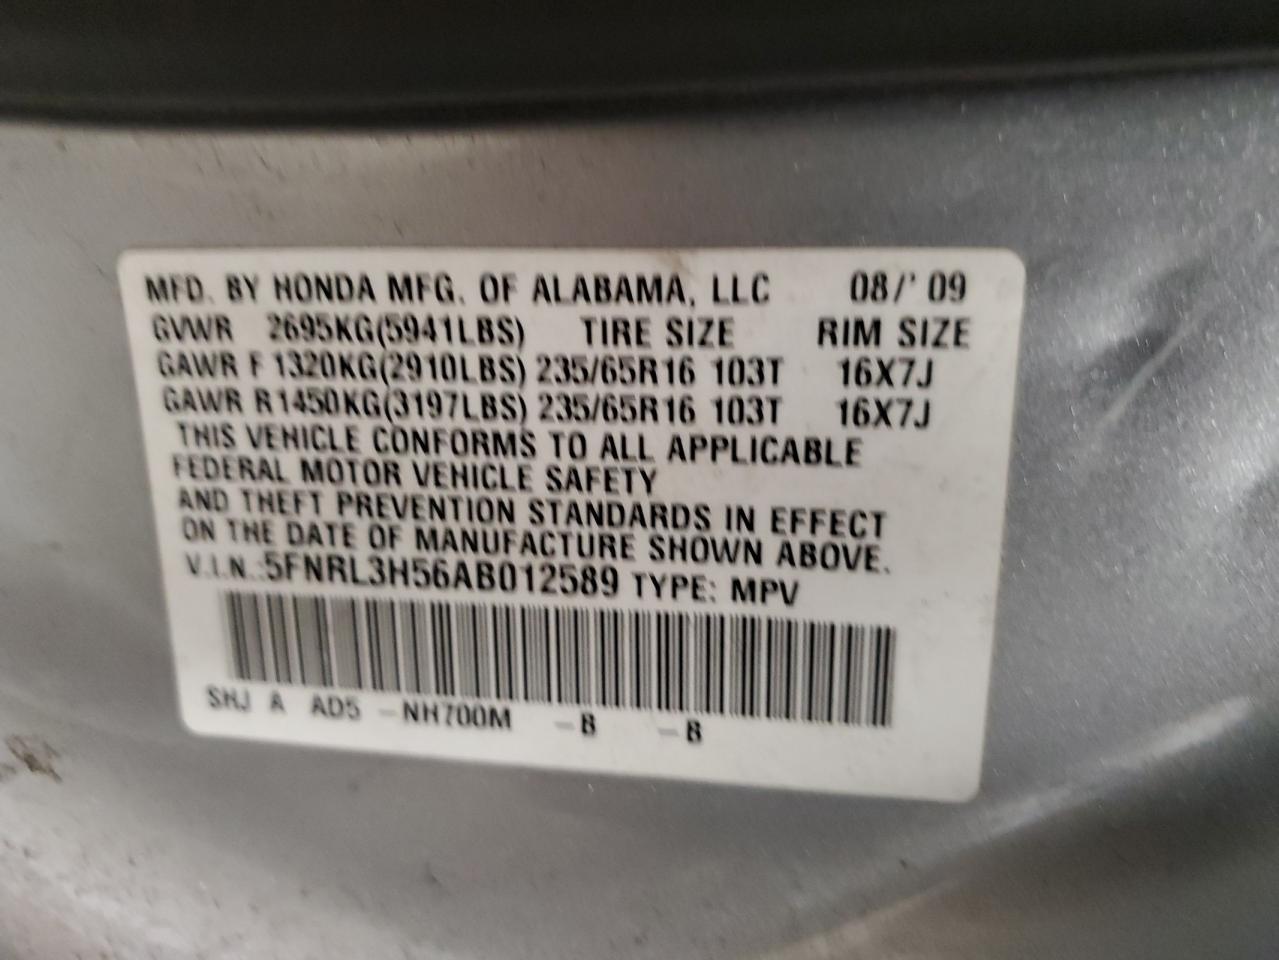 MFD. BY HONDA MFG. OF ALABAMA, LLC 08/'09
GVWR 2695KG(5941LBS) TIRE SIZE RIM SIZE
GAWR F 1320KG(2910LBS) 235/65R16 103T 16X7J
GAWR R1450KG(3197LBS) 235/65R16 103T 16X7J
THIS VEHICLE CONFORMS TO ALL APPLICABLE
FEDERAL MOTOR VEHICLE SAFETY
AND THEFT PREVENTION STANDARDS IN EFFECT
ON THE DATE OF MANUFACTURE SHOWN ABOVE.
V.I.N.:5FNRL3H56AB012589 TYPE: MPV
SHJ A AD5 -NH700M -B -B